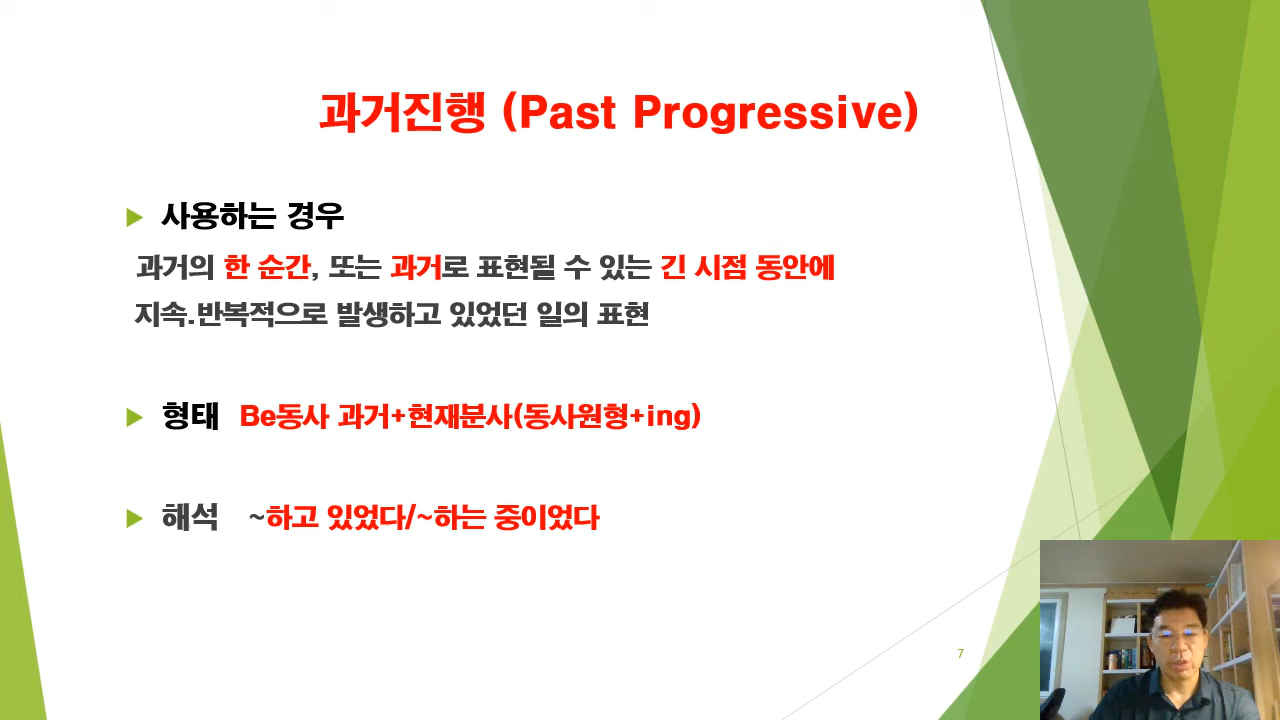 과거진행 (Past Progressive)
사용하는 경우
과거의 한 순간, 또는 과거로 표현될 수 있는 긴 시점 동안에
지속.반복적으로 발생하고 있었던 일의 표현
형태 Be동사 과거+현재분사(동사원형+ing)
해석 ~하고 있었다/~하는 중이었다
7